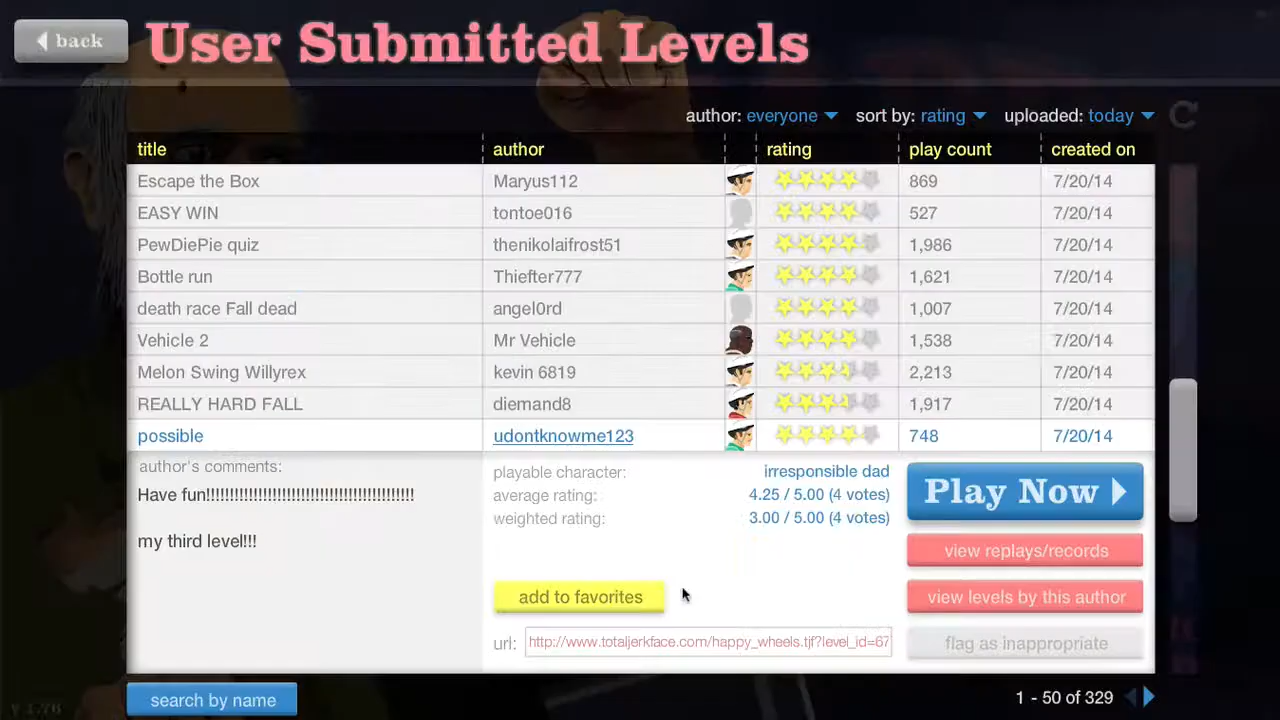 back
User Submitted Levels
author: everyone sort by: rating uploaded: today
title author rating play count created on
Escape the Box Maryus112 869 7/20/14
EASY WIN tontoe016 527 7/20/14
PewDiePie quiz thenikolaifrost51 1,986 7/20/14
Bottle run Thiefter777 1,621 7/20/14
death race Fall dead angel0rd 1,007 7/20/14
Vehicle 2 Mr Vehicle 1,538 7/20/14
Melon Swing Willyrex kevin 6819 2,213 7/20/14
REALLY HARD FALL diemand8 1,917 7/20/14
possible udontknowme123 748 7/20/14
author's comments:
Have fun!!!!!!!!!!!!!!!!!!!!!!!!!!!!!!!!!!!!!!!!!!!!
my third level!!!
playable character: irresponsible dad
average rating: 4.25 / 5.00 (4 votes)
weighted rating: 3.00 / 5.00 (4 votes)
add to favorites
url: http://www.totaljerkface.com/happy_wheels.tjf?level_id=67
Play Now
view replays/records
view levels by this author
flag as inappropriate
search by name
1 - 50 of 329